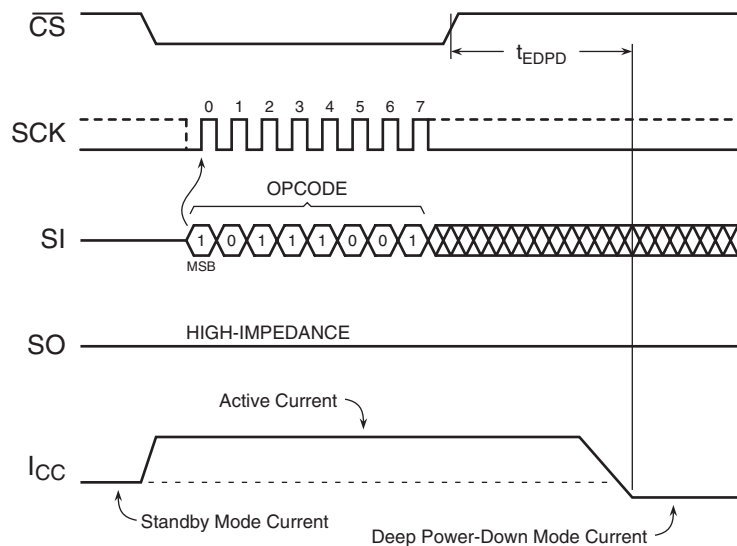 CS
tEDPD
0 1 2 3 4 5 6 7
SCK
OPCODE
SI
1 0 1 1 1 0 0 1
MSB
HIGH-IMPEDANCE
SO
Active Current
ICC
Standby Mode Current
Deep Power-Down Mode Current